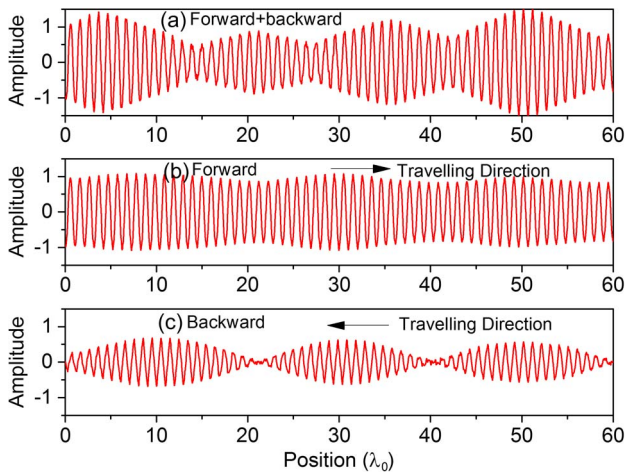 (a) Forward+backward
Amplitude
1
0
-1
0 10 20 30 40 50 60
(b) Forward Travelling Direction
Amplitude
1
0
-1
0 10 20 30 40 50 60
(c) Backward Travelling Direction
Amplitude
1
0
-1
0 10 20 30 40 50 60
Position (λ₀)